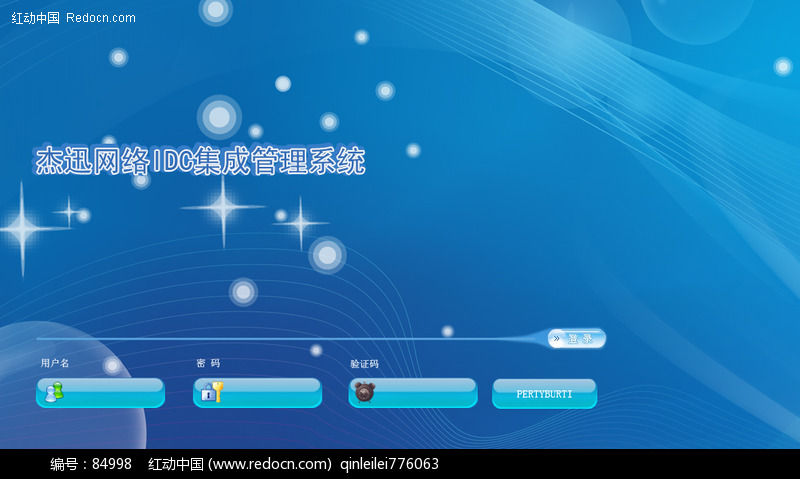 红动中国 Redocn.com
杰迅网络IDC集成管理系统
» 登录
用户名
密 码
验证码
PERTYBURTI
编号：84998 红动中国 (www.redocn.com) qinleilei776063